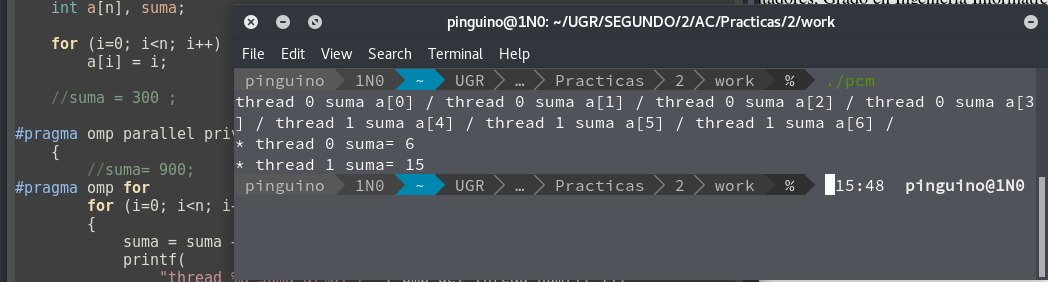 int a[n], suma;
for (i=0; i<n; i++)
a[i] = i;
//suma = 300 ;
#pragma omp parallel
{
//suma= 900;
#pragma omp for
for (i=0; i<n;
{
suma = suma
printf(
"thread
pinguino@1N0: ~/UGR/SEGUNDO/2/AC/Practicas/2/work
File Edit View Search Terminal Help
pinguino 1N0 ~ UGR … Practicas 2 work % ./pcm
thread 0 suma a[0] / thread 0 suma a[1] / thread 0 suma a[2] / thread 0 suma a[3
] / thread 1 suma a[4] / thread 1 suma a[5] / thread 1 suma a[6] /
* thread 0 suma= 6
* thread 1 suma= 15
pinguino 1N0 ~ UGR … Practicas 2 work % 15:48 pinguino@1N0